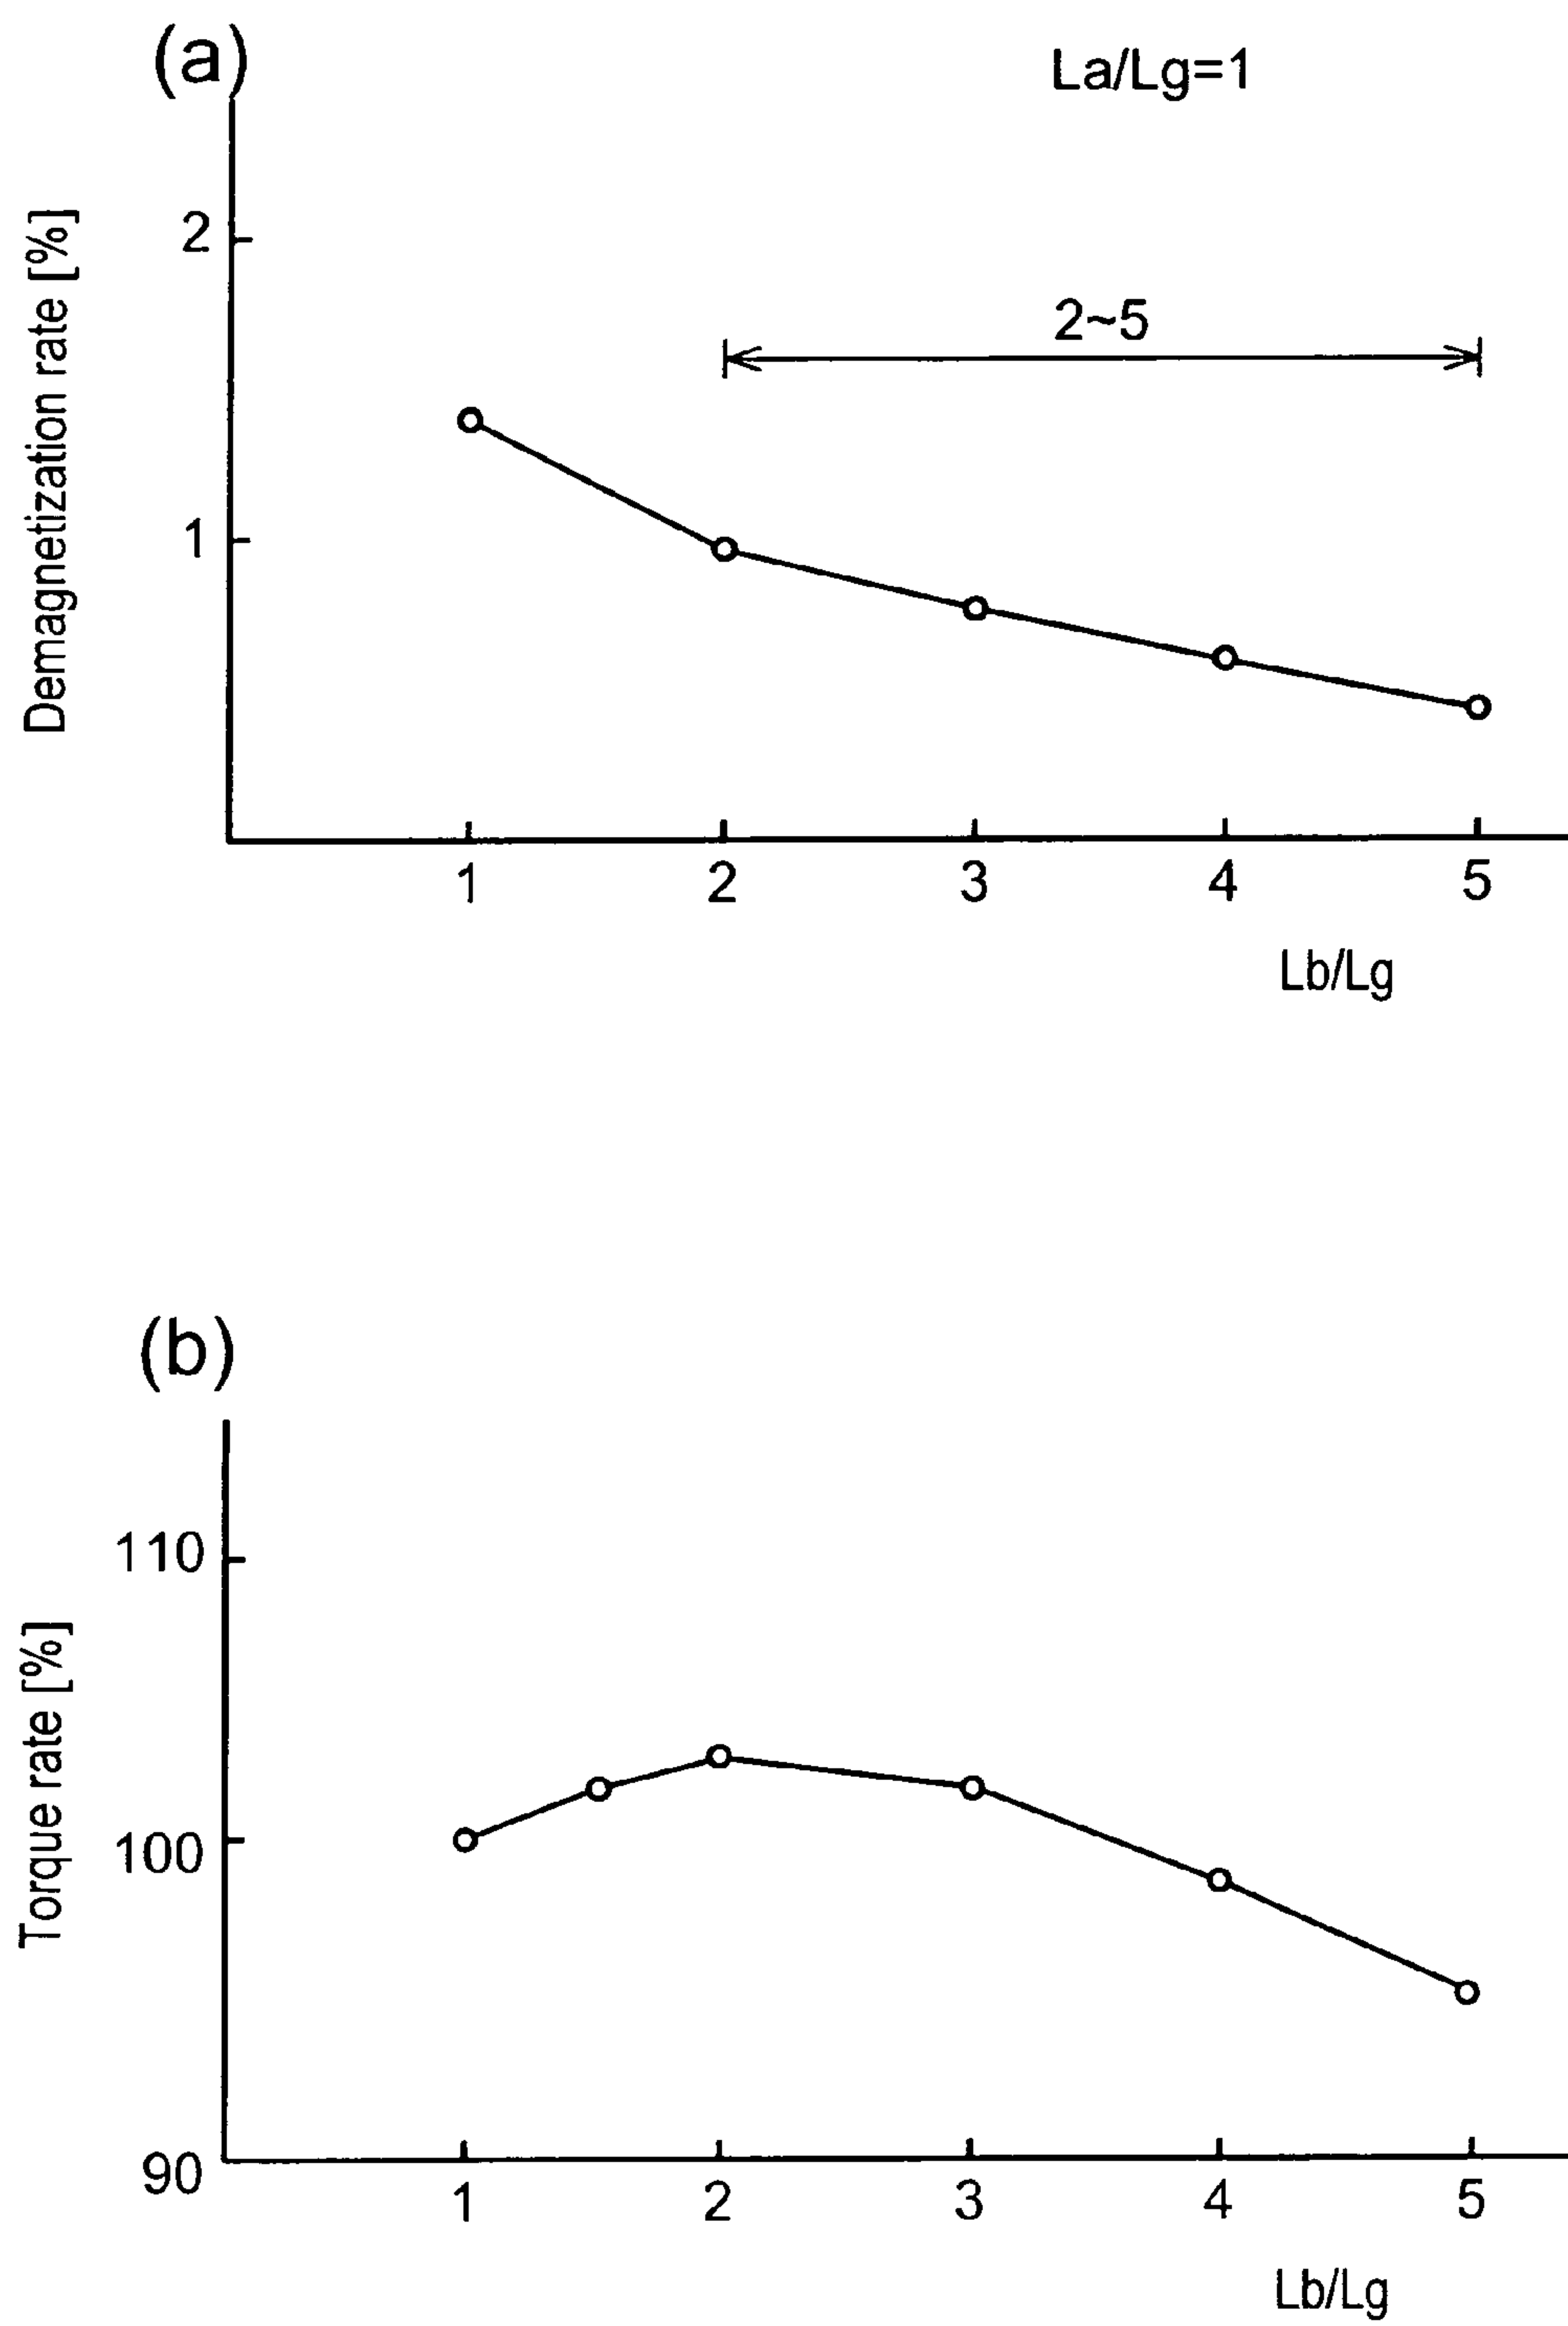 (a)
La/Lg=1
Demagnetization rate [%]
2
1
2~5
1 2 3 4 5
Lb/Lg
(b)
Torque rate [%]
110
100
90
1 2 3 4 5
Lb/Lg